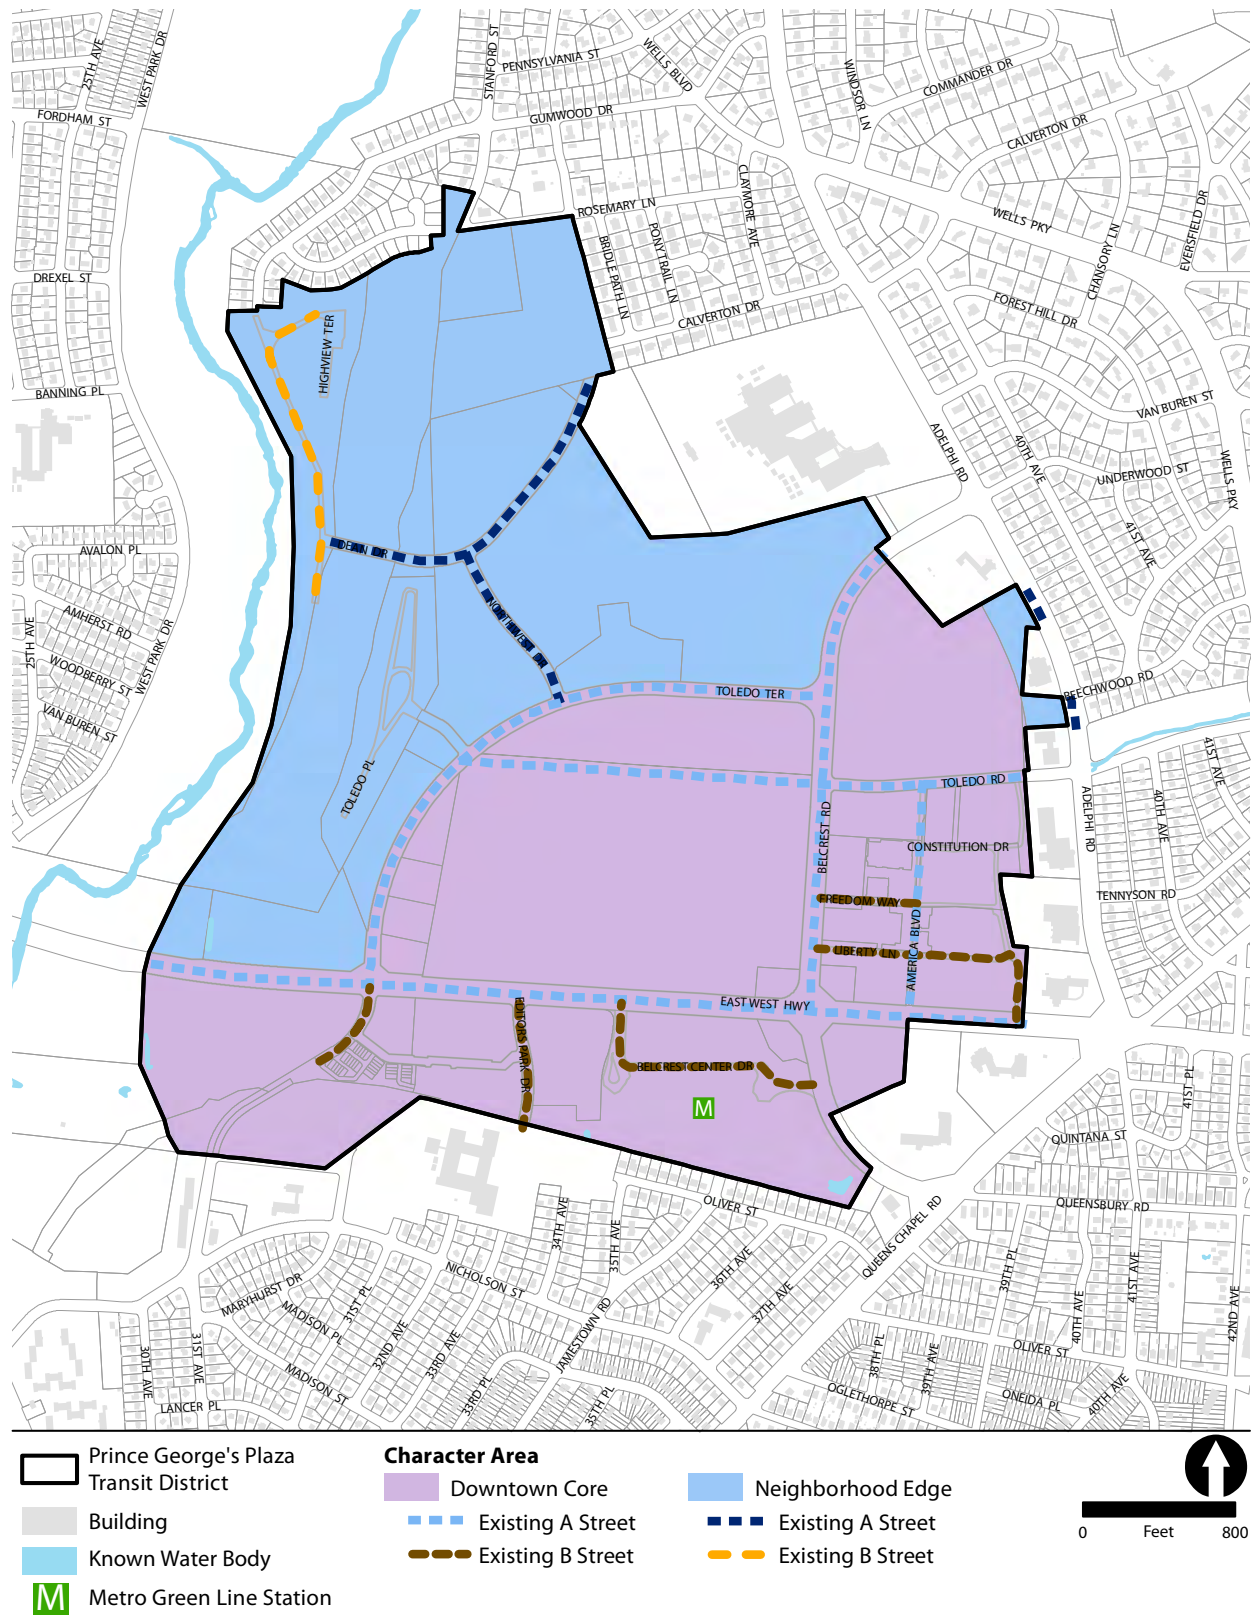 STANFORD ST
PENNSYLVANIA ST
WELLS BLVD
25TH AVE
WEST PARK DR
WINDSOR LN
COMMANDER DR
FORDHAM ST
GUMWOOD DR
CALVERTON DR
CLAYMORE AVE
ROSEMARY LN
WELLS PKY
EVERSFIELD DR
CHANSORY LN
PONY TRAIL LN
BRIDLE PATH LN
DREXEL ST
FOREST HILL DR
CALVERTON DR
HIGHVIEW TER
BANNING PL
VAN BUREN ST
ADELPHI RD
40TH AVE
UNDERWOOD ST
WELLS PKY
41ST AVE
AVALON PL
DEAN DR
AMHERST RD
NORTHWEST DR
25TH AVE
WOODBERRY ST
WEST PARK DR
BEECHWOOD RD
TOLEDO TER
VAN BUREN ST
41ST AVE
TOLEDO RD
TOLEDO PL
BELCREST RD
ADELPHI RD
40TH AVE
CONSTITUTION DR
TENNYSON RD
FREEDOM WAY
AMERICA BLVD
LIBERTY LN
EAST WEST HWY
EDITORS PARK DR
BELCREST CENTER DR
M
41ST PL
QUINTANA ST
OLIVER ST
QUEENSBURY RD
34TH AVE
35TH AVE
QUEENS CHAPEL RD
36TH AVE
39TH PL
41ST AVE
NICHOLSON ST
MARYHURST DR
31ST PL
37TH AVE
42ND AVE
MADISON PL
JAMESTOWN RD
40TH AVE
32ND AVE
33RD AVE
38TH PL
OLIVER ST
30TH AVE
31ST AVE
39TH AVE
MADISON ST
33RD PL
35TH PL
OGLETHORPE ST
ONEIDA PL
40TH AVE
LANCER PL
Prince George's Plaza
Transit District
Building
Known Water Body
M Metro Green Line Station
Character Area
Downtown Core
Existing A Street
Existing B Street
Neighborhood Edge
Existing A Street
Existing B Street
0 Feet 800